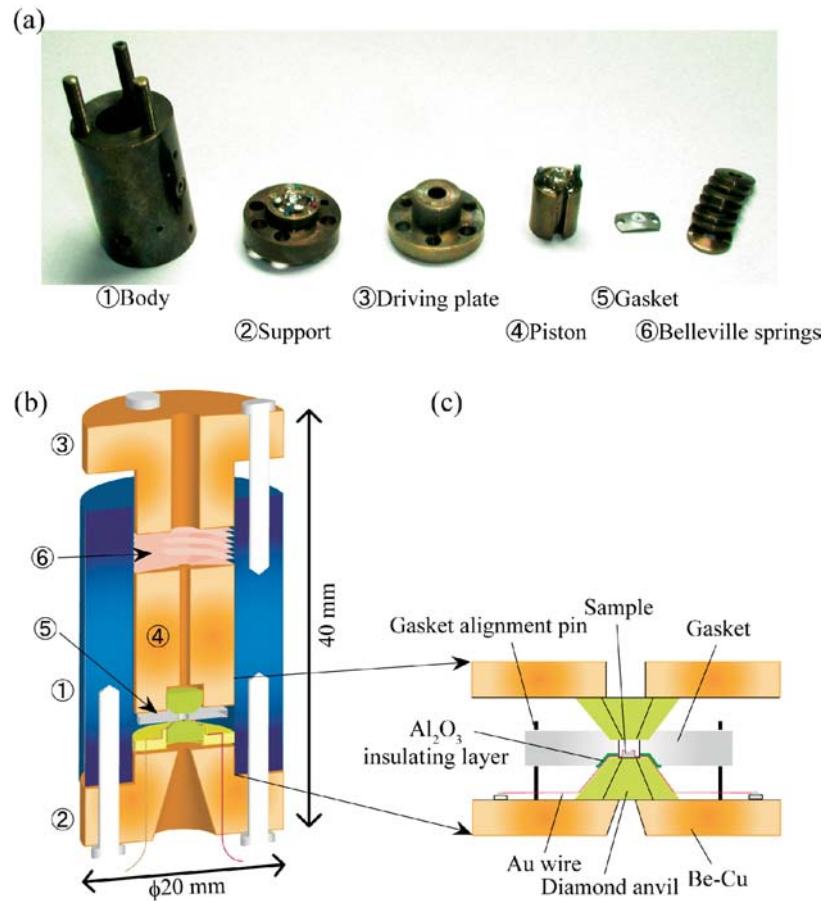 (a)
①Body
②Support
③Driving plate
④Piston
⑤Gasket
⑥Belleville springs
(b)
③
⑥
⑤
④
①
②
40 mm
ϕ20 mm
(c)
Sample
Gasket alignment pin
Gasket
Al₂O₃
insulating layer
Au wire
Diamond anvil
Be-Cu